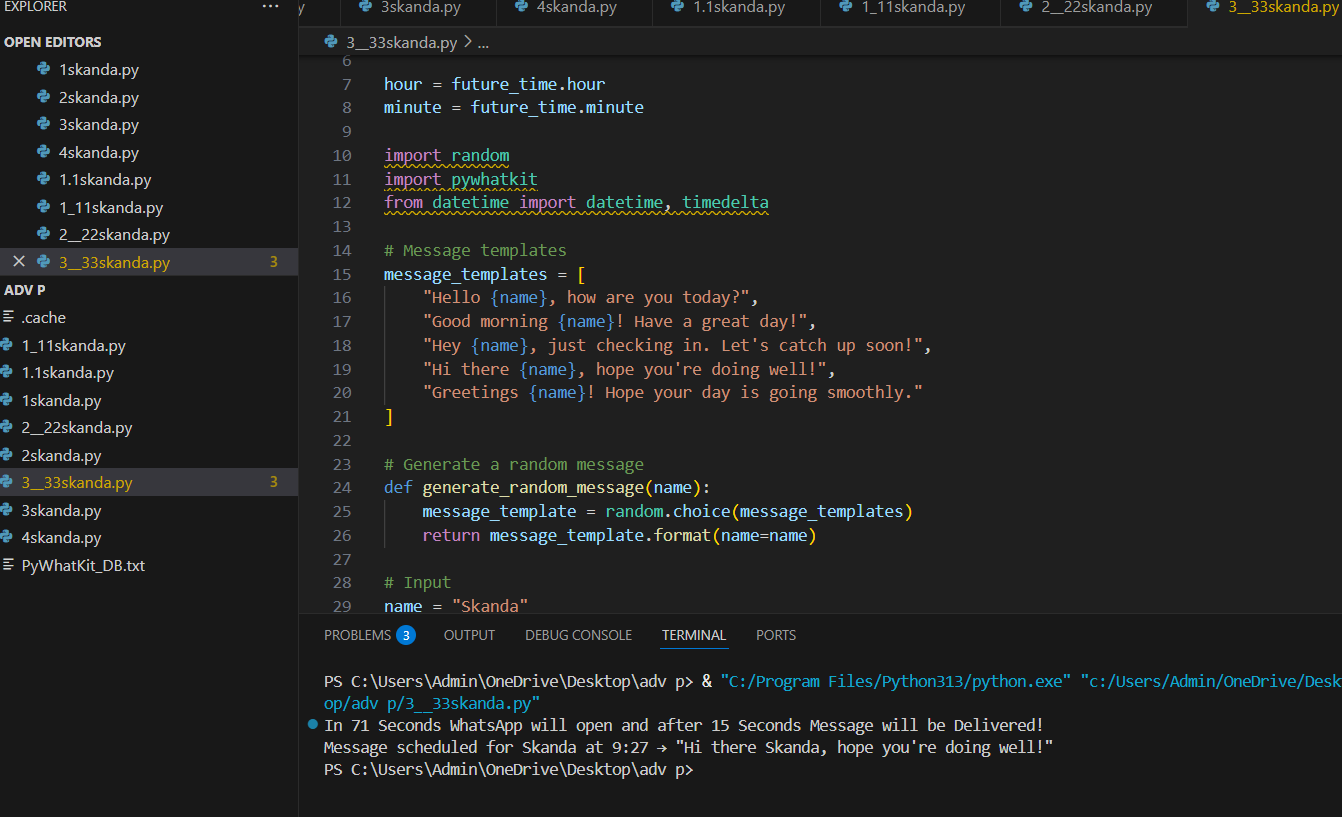 EXPLORER ...
OPEN EDITORS
1skanda.py
2skanda.py
3skanda.py
4skanda.py
1.1skanda.py
1_11skanda.py
2__22skanda.py
3__33skanda.py 3
ADV P
.cache
1_11skanda.py
1.1skanda.py
1skanda.py
2__22skanda.py
2skanda.py
3__33skanda.py 3
3skanda.py
4skanda.py
PyWhatKit_DB.txt
y 3skanda.py 4skanda.py 1.1skanda.py 1_11skanda.py 2__22skanda.py 3__33skanda.py
3__33skanda.py > ...
6
7 hour = future_time.hour
8 minute = future_time.minute
9
10 import random
11 import pywhatkit
12 from datetime import datetime, timedelta
13
14 # Message templates
15 message_templates = [
16     "Hello {name}, how are you today?",
17     "Good morning {name}! Have a great day!",
18     "Hey {name}, just checking in. Let's catch up soon!",
19     "Hi there {name}, hope you're doing well!",
20     "Greetings {name}! Hope your day is going smoothly."
21 ]
22
23 # Generate a random message
24 def generate_random_message(name):
25     message_template = random.choice(message_templates)
26     return message_template.format(name=name)
27
28 # Input
29 name = "Skanda"
PROBLEMS 3 OUTPUT DEBUG CONSOLE TERMINAL PORTS
PS C:\Users\Admin\OneDrive\Desktop\adv p> & "C:/Program Files/Python313/python.exe" "c:/Users/Admin/OneDrive/Desk
op/adv p/3__33skanda.py"
In 71 Seconds WhatsApp will open and after 15 Seconds Message will be Delivered!
Message scheduled for Skanda at 9:27 → "Hi there Skanda, hope you're doing well!"
PS C:\Users\Admin\OneDrive\Desktop\adv p>